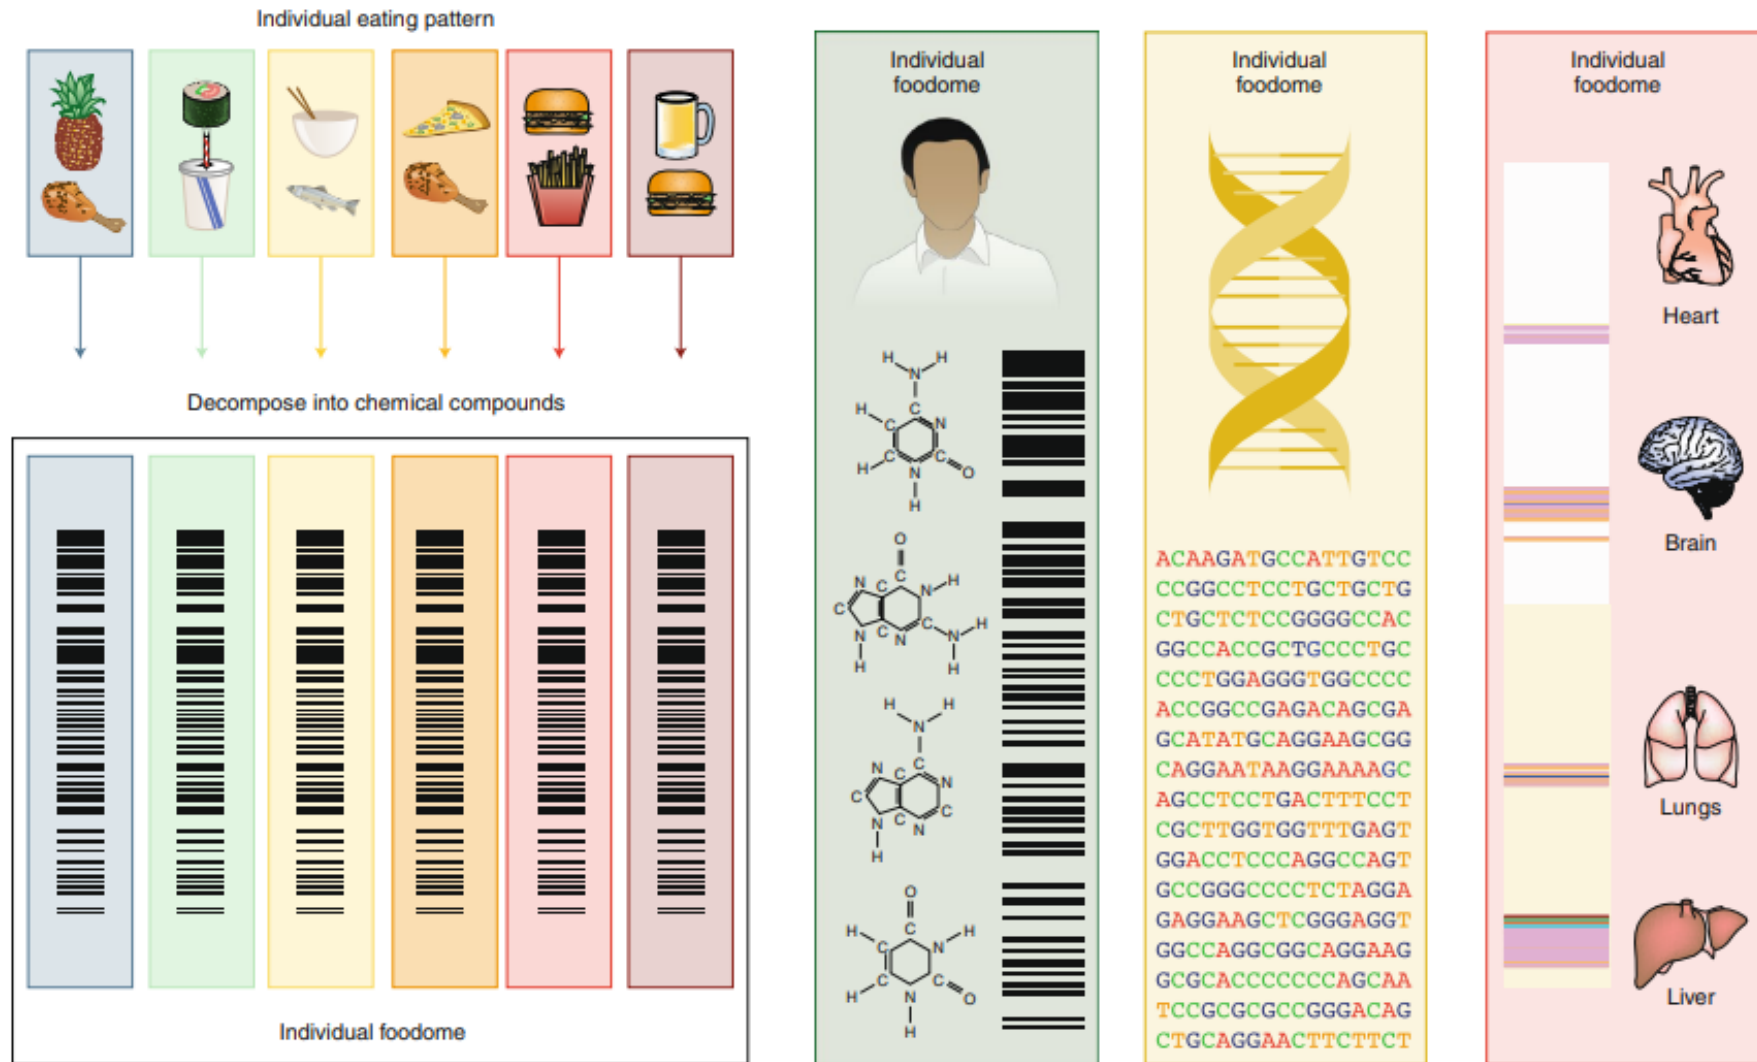 Individual eating pattern
Decompose into chemical compounds
Individual foodome
Individual
foodome
H H
N
H C
C N
C C
H N O
H
O
C
N C N H
C
C N C N H
N H
H
H H
N
C
N C N
C
C N C
N
H
O
C
H C N H
C C
H N O
H
Individual
foodome
ACAAGATGCCATTGTCC
CCGGCCTCCTGCTGCTG
CTGCTCTCCGGGGCCAC
GGCCACCGCTGCCCTGC
CCCTGGAGGGTGGCCCC
ACCGGCCGAGACAGCGA
GCATATGCAGGAAGCGG
CAGGAATAAGGAAAAGC
AGCCTCCTGACTTTCCT
CGCTTGGTGGTTTGAGT
GGACCTCCCAGGCCAGT
GCCGGGCCCCTCTAGGA
GAGGAAGCTCGGGAGGT
GGCCAGGCGGCAGGAAG
GCGCACCCCCCCAGCAA
TCCGCGCGCCGGGACAG
CTGCAGGAACTTCTTCT
Individual
foodome
Heart
Brain
Lungs
Liver